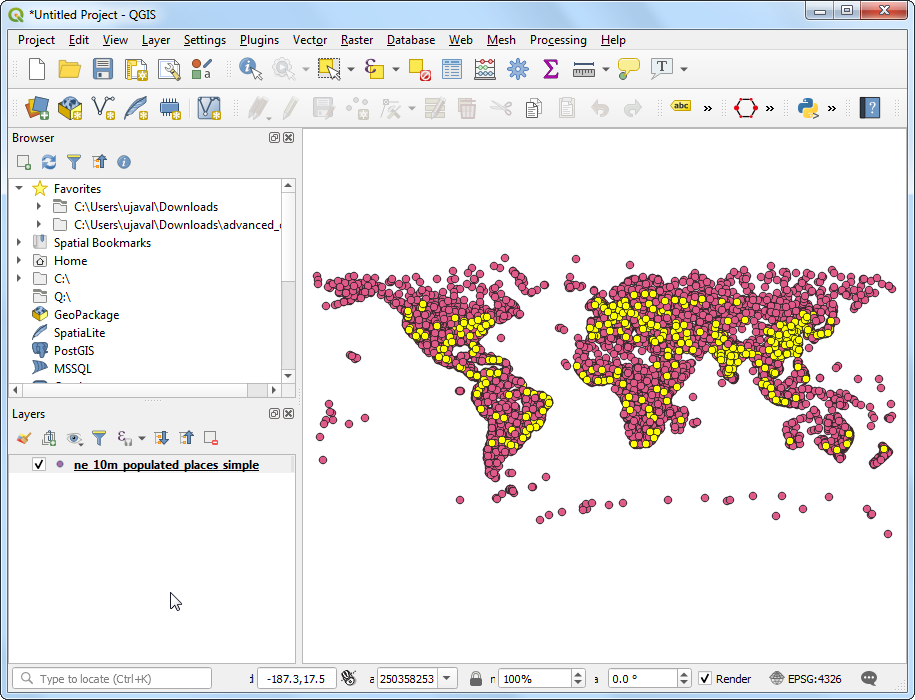 *Untitled Project - QGIS
Project Edit View Layer Settings Plugins Vector Raster Database Web Mesh Processing Help
abc
Browser
Favorites
C:\Users\ujaval\Downloads
C:\Users\ujaval\Downloads\advanced_
Spatial Bookmarks
Home
C:\
Q:\
GeoPackage
SpatiaLite
PostGIS
MSSQL
Layers
ne_10m_populated_places_simple
Type to locate (Ctrl+K) -187.3,17.5 250358253 100% 0.0 ° Render EPSG:4326